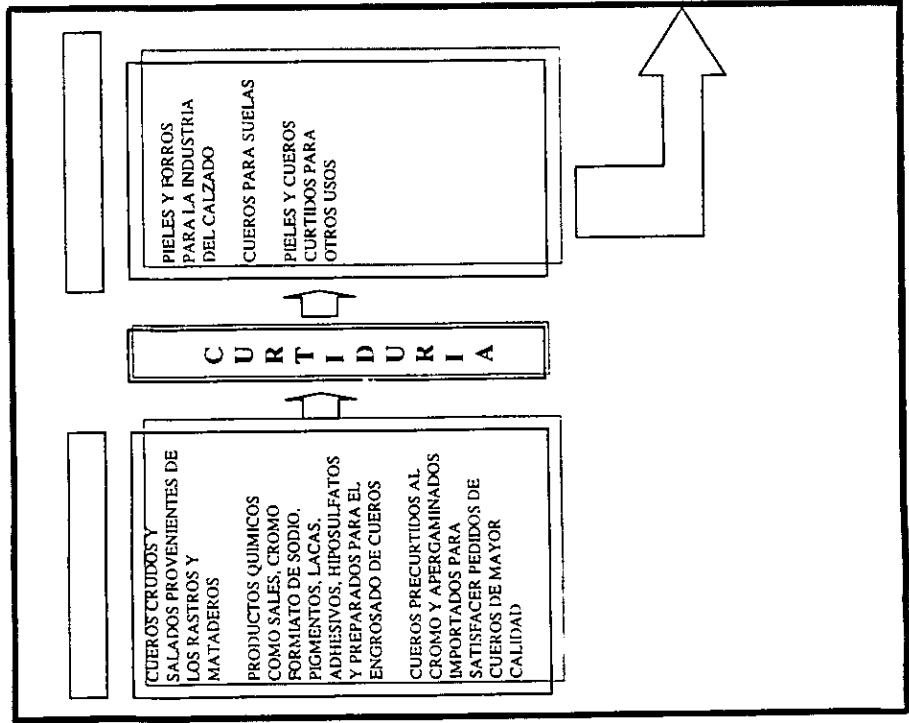 CUEROS CRUDOS Y
SALADOS PROVENIENTES DE
LOS RASTROS Y
MATADEROS
PRODUCTOS QUIMICOS
COMO SALES, CROMO
FORMIATO DE SODIO,
PIGMENTOS, LACAS,
ADHESIVOS, HIPOSULFATOS
Y PREPARADOS PARA EL
ENGROSADO DE CUEROS
CUEROS PRECURTIDOS AL
CROMO Y APERGAMINADOS
IMPORTADOS PARA
SATISFACER PEDIDOS DE
CUEROS DE MAYOR
CALIDAD
CURTIDURIA
PIELES Y FORROS
PARA LA INDUSTRIA
DEL CALZADO
CUEROS PARA SUELAS
PIELES Y CUEROS
CURTIDOS PARA
OTROS USOS